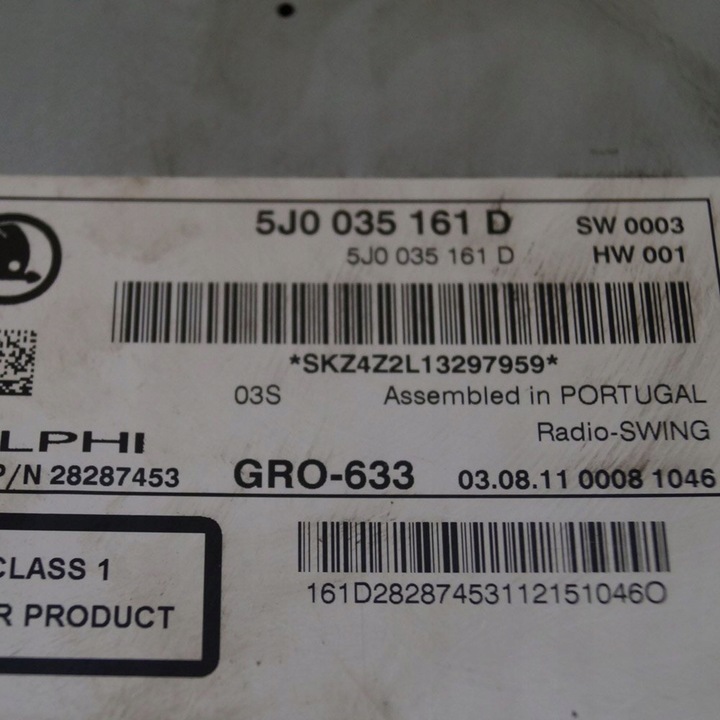 5J0 035 161 D SW 0003
5J0 035 161 D HW 001
*SKZ4Z2L13297959*
03S Assembled in PORTUGAL
LPHI Radio-SWING
P/N 28287453 GRO-633 03.08.11 0008 1046
CLASS 1
R PRODUCT
161D28287453112151046O